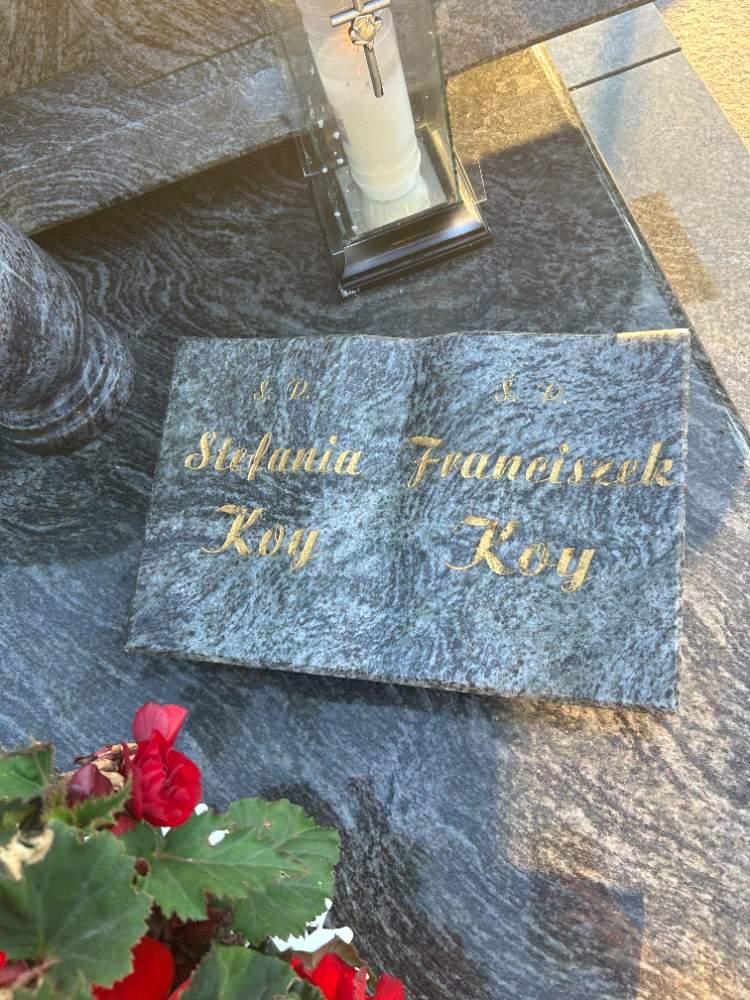 Ś. P.
Stefania
Koy
Ś. P.
Franciszek
Koy